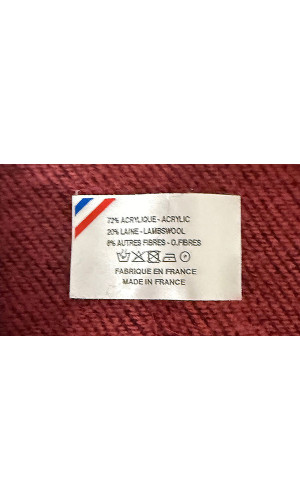 72% ACRYLIQUE - ACRYLIC
20% LAINE - LAMBSWOOL
8% AUTRES FIBRES - O.FIBRES
FABRIQUE EN FRANCE
MADE IN FRANCE